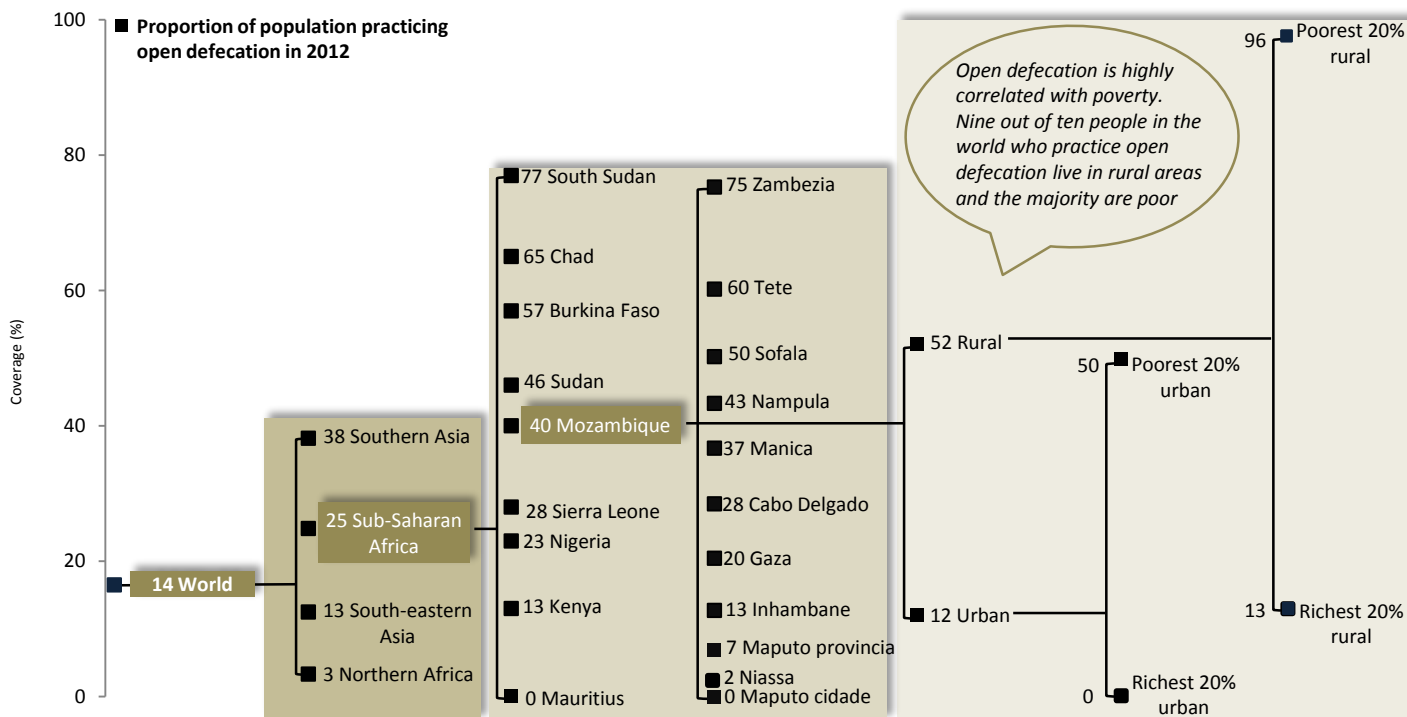 100
80
60
40
20
0
Coverage (%)
Proportion of population practicing
open defecation in 2012
14 World
38 Southern Asia
25 Sub-Saharan
Africa
13 South-eastern
Asia
3 Northern Africa
77 South Sudan
65 Chad
57 Burkina Faso
46 Sudan
40 Mozambique
28 Sierra Leone
23 Nigeria
13 Kenya
0 Mauritius
75 Zambezia
60 Tete
50 Sofala
43 Nampula
37 Manica
28 Cabo Delgado
20 Gaza
13 Inhambane
7 Maputo provincia
2 Niassa
0 Maputo cidade
Open defecation is highly
correlated with poverty.
Nine out of ten people in the
world who practice open
defecation live in rural areas
and the majority are poor
52 Rural
12 Urban
50 Poorest 20%
urban
0 Richest 20%
urban
96 Poorest 20%
rural
13 Richest 20%
rural